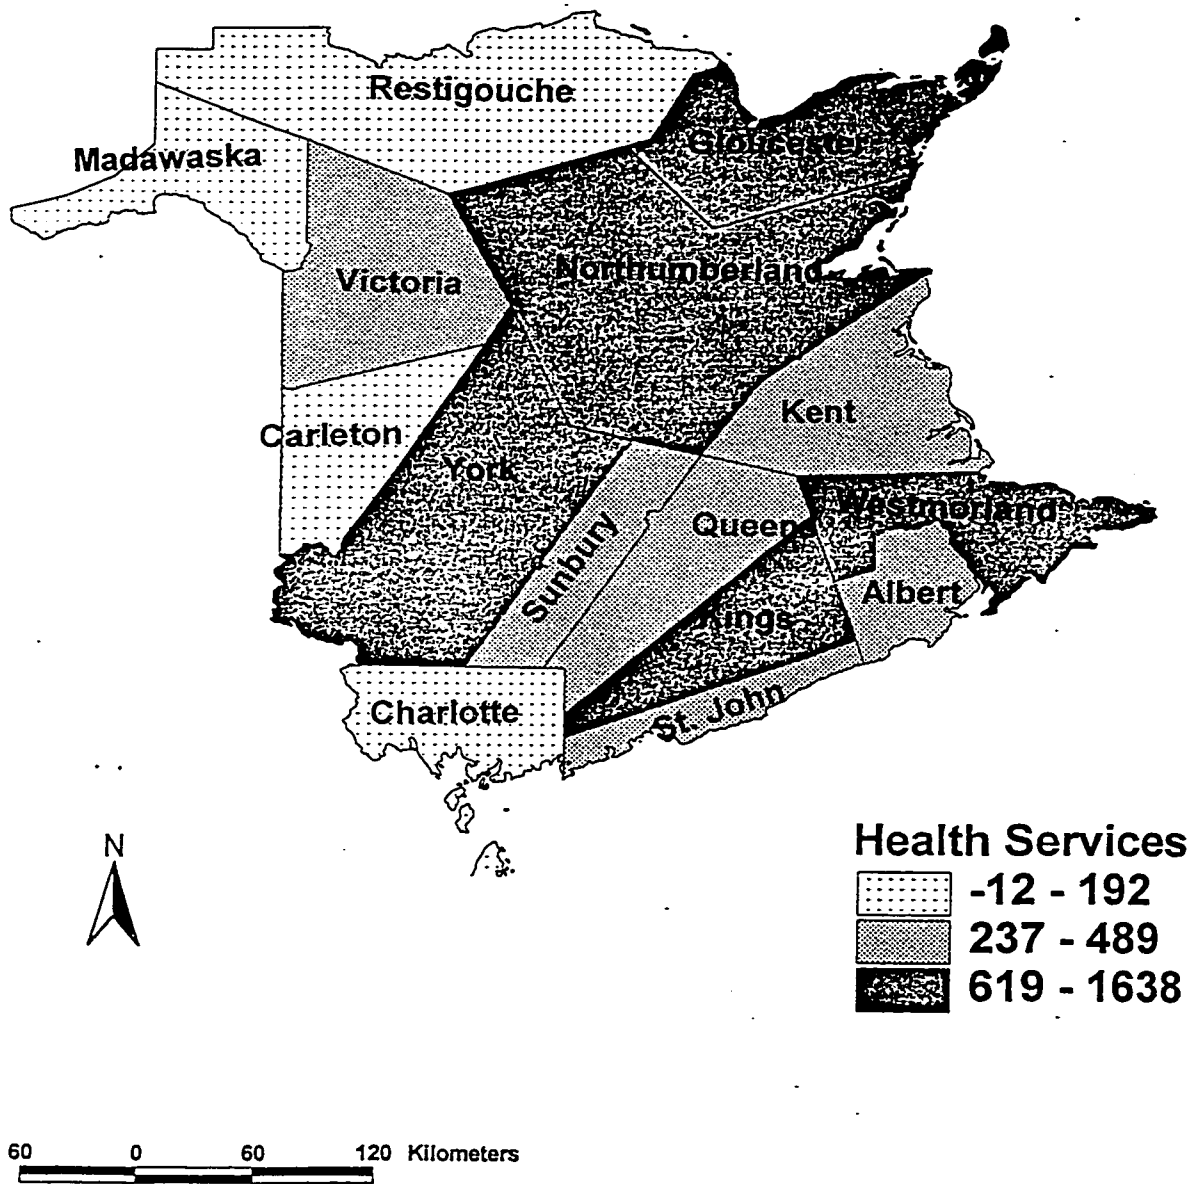 Restigouche
Gloucester
Madawaska
Northumberland
Victoria
Kent
Carleton
York
Westmorland
Queen
Sunbury
Albert
Kings
St. John
Charlotte
N
Health Services
-12 - 192
237 - 489
619 - 1638
60 0 60 120 Kilometers